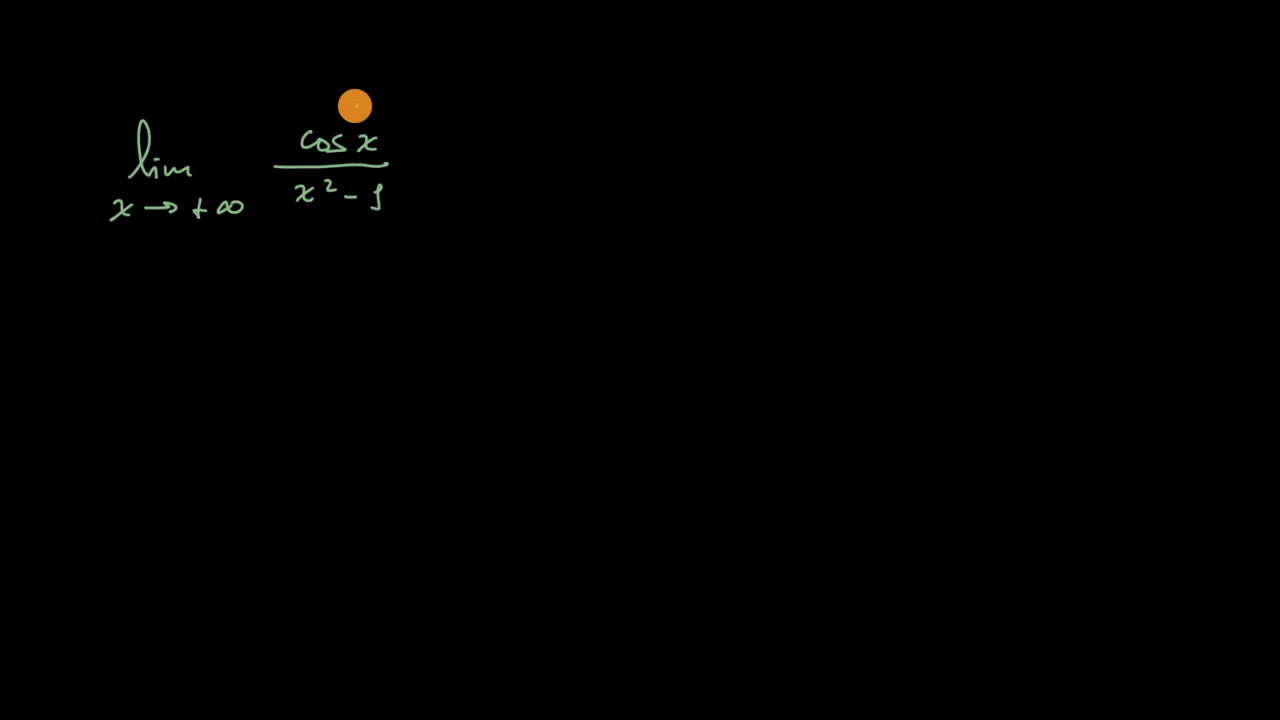 lim cos x
x → +∞ x² - 1